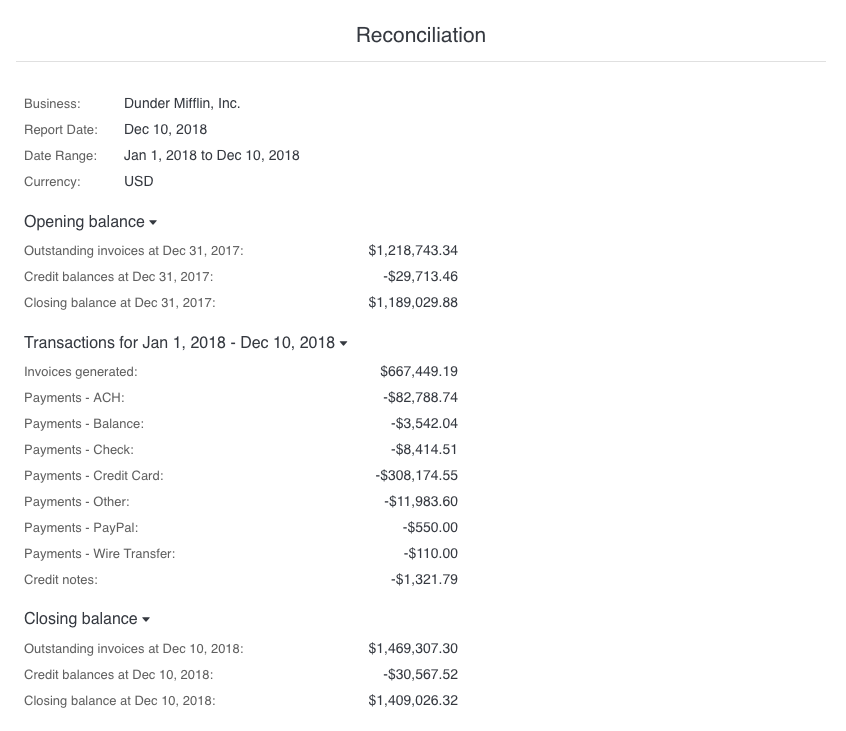 Reconciliation
Business: Dunder Mifflin, Inc.
Report Date: Dec 10, 2018
Date Range: Jan 1, 2018 to Dec 10, 2018
Currency: USD
Opening balance
Outstanding invoices at Dec 31, 2017: $1,218,743.34
Credit balances at Dec 31, 2017: -$29,713.46
Closing balance at Dec 31, 2017: $1,189,029.88
Transactions for Jan 1, 2018 - Dec 10, 2018
Invoices generated: $667,449.19
Payments - ACH: -$82,788.74
Payments - Balance: -$3,542.04
Payments - Check: -$8,414.51
Payments - Credit Card: -$308,174.55
Payments - Other: -$11,983.60
Payments - PayPal: -$550.00
Payments - Wire Transfer: -$110.00
Credit notes: -$1,321.79
Closing balance
Outstanding invoices at Dec 10, 2018: $1,469,307.30
Credit balances at Dec 10, 2018: -$30,567.52
Closing balance at Dec 10, 2018: $1,409,026.32